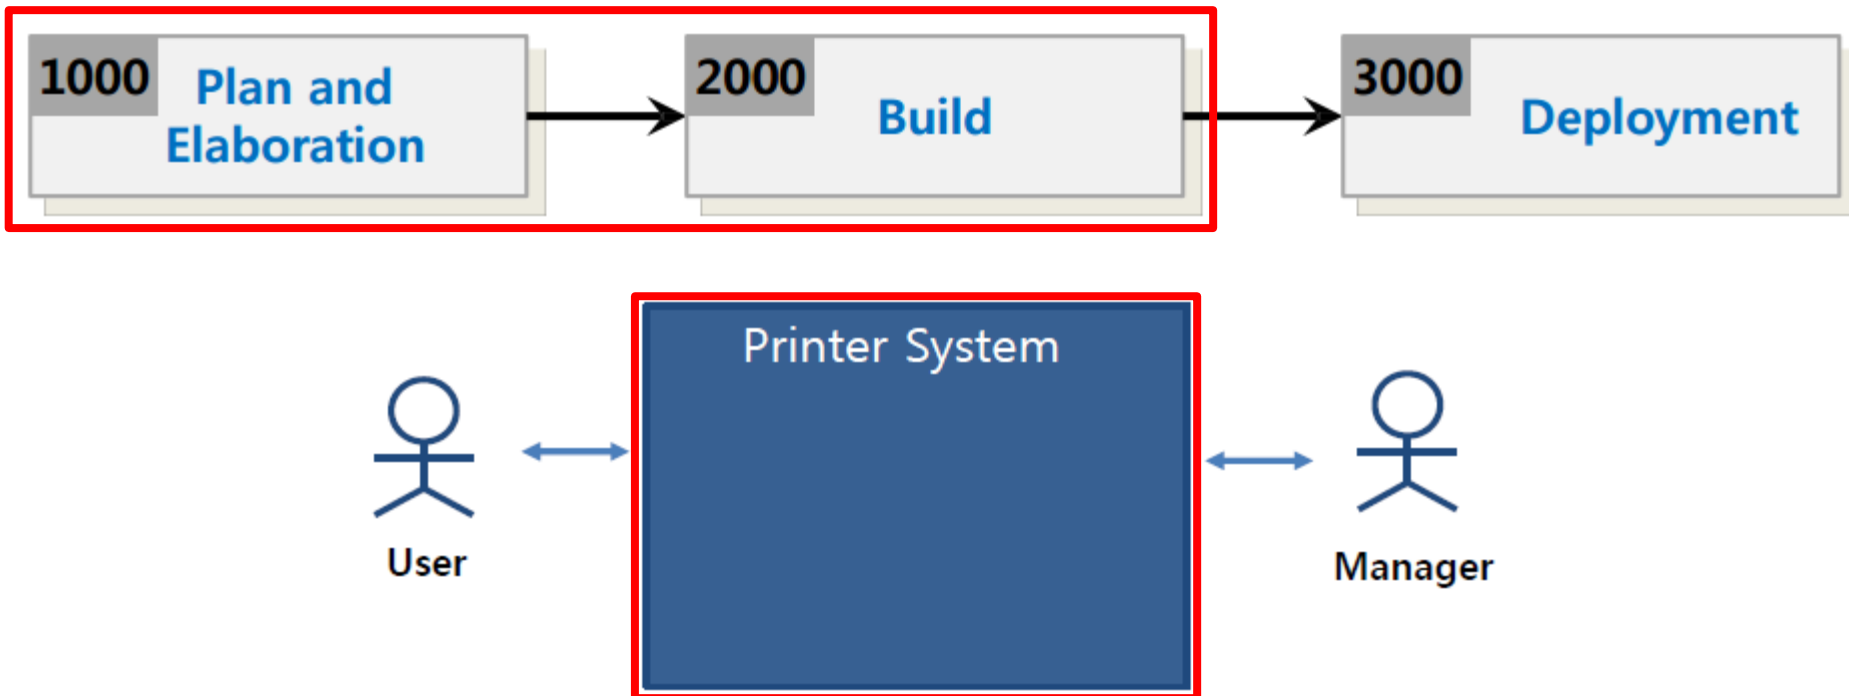 1000
Plan and
Elaboration
2000
Build
3000
Deployment
Printer System
User
Manager